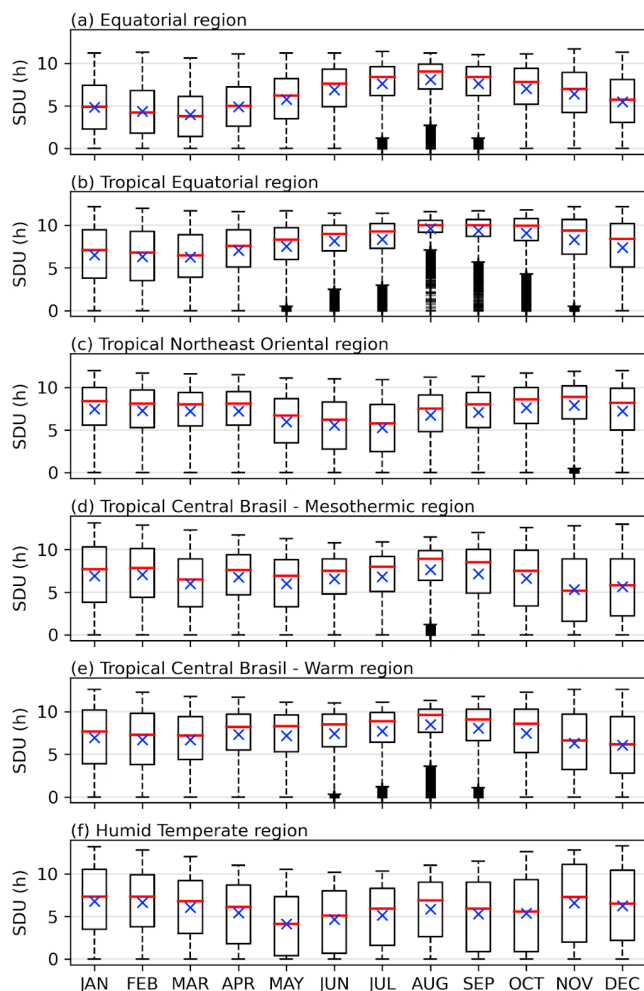 (a) Equatorial region
SDU (h)
10
5
0
(b) Tropical Equatorial region
SDU (h)
10
5
0
(c) Tropical Northeast Oriental region
SDU (h)
10
5
0
(d) Tropical Central Brasil - Mesothermic region
SDU (h)
10
5
0
(e) Tropical Central Brasil - Warm region
SDU (h)
10
5
0
(f) Humid Temperate region
SDU (h)
10
5
0
JAN FEB MAR APR MAY JUN JUL AUG SEP OCT NOV DEC